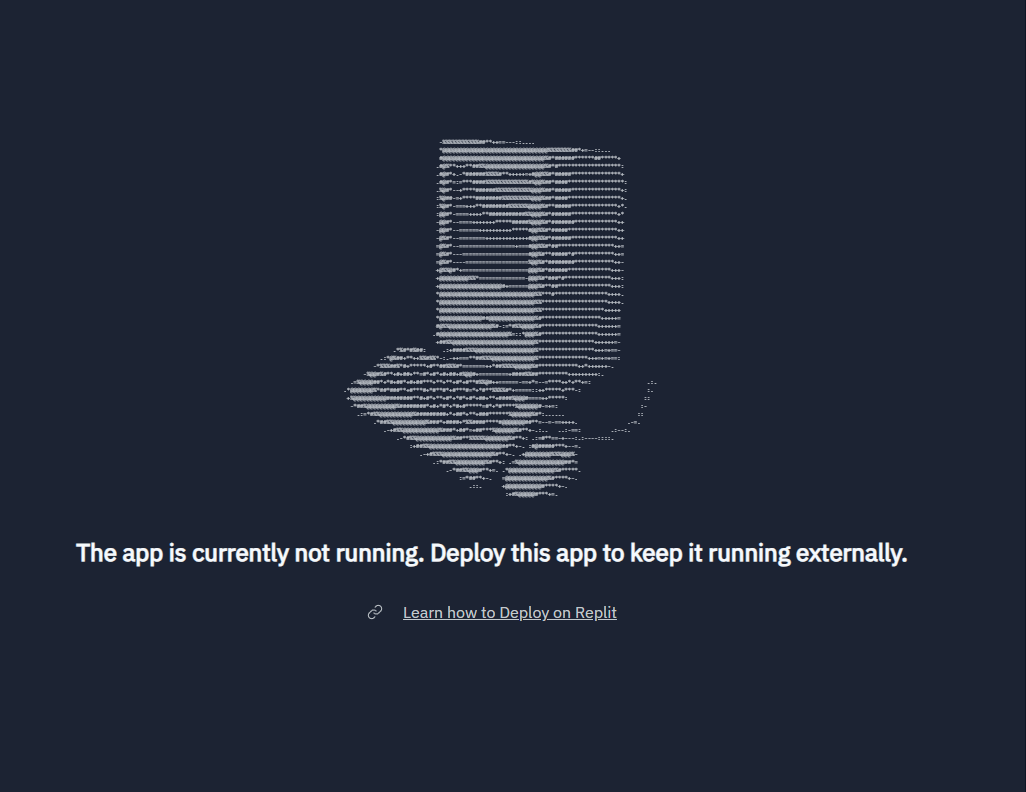 The app is currently not running. Deploy this app to keep it running externally.
Learn how to Deploy on Replit